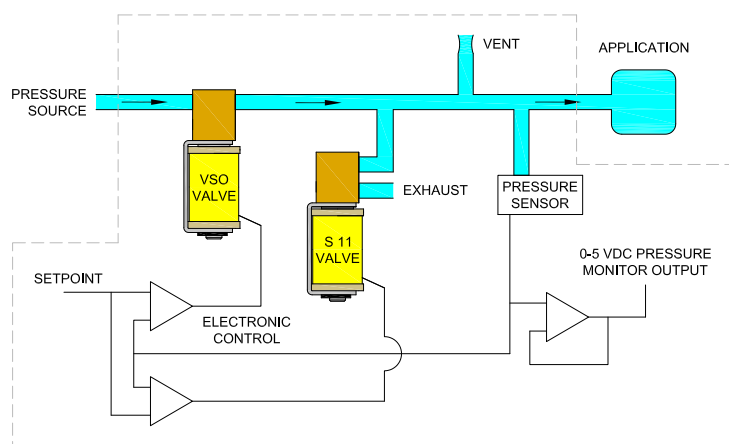 VENT
APPLICATION
PRESSURE
SOURCE
VSO
VALVE
EXHAUST
PRESSURE
SENSOR
S 11
VALVE
0-5 VDC PRESSURE
MONITOR OUTPUT
SETPOINT
ELECTRONIC
CONTROL